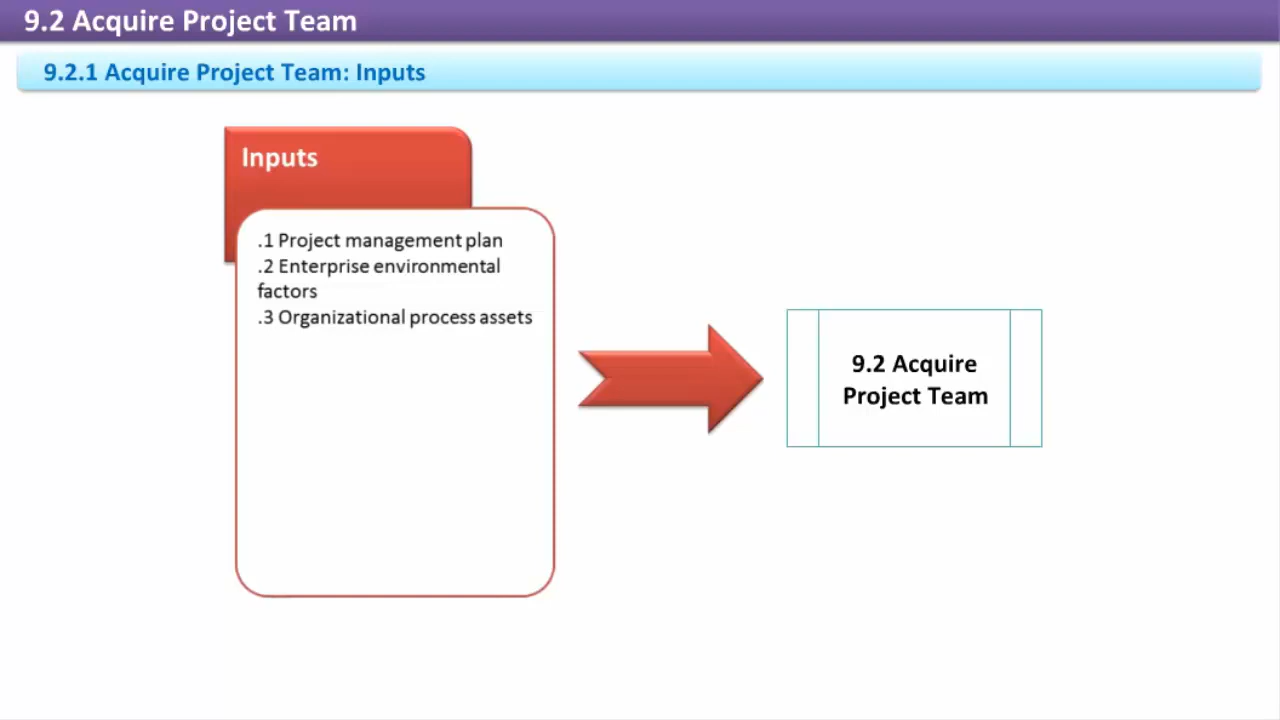 9.2 Acquire Project Team
9.2.1 Acquire Project Team: Inputs
Inputs
.1 Project management plan
.2 Enterprise environmental
factors
.3 Organizational process assets
9.2 Acquire
Project Team